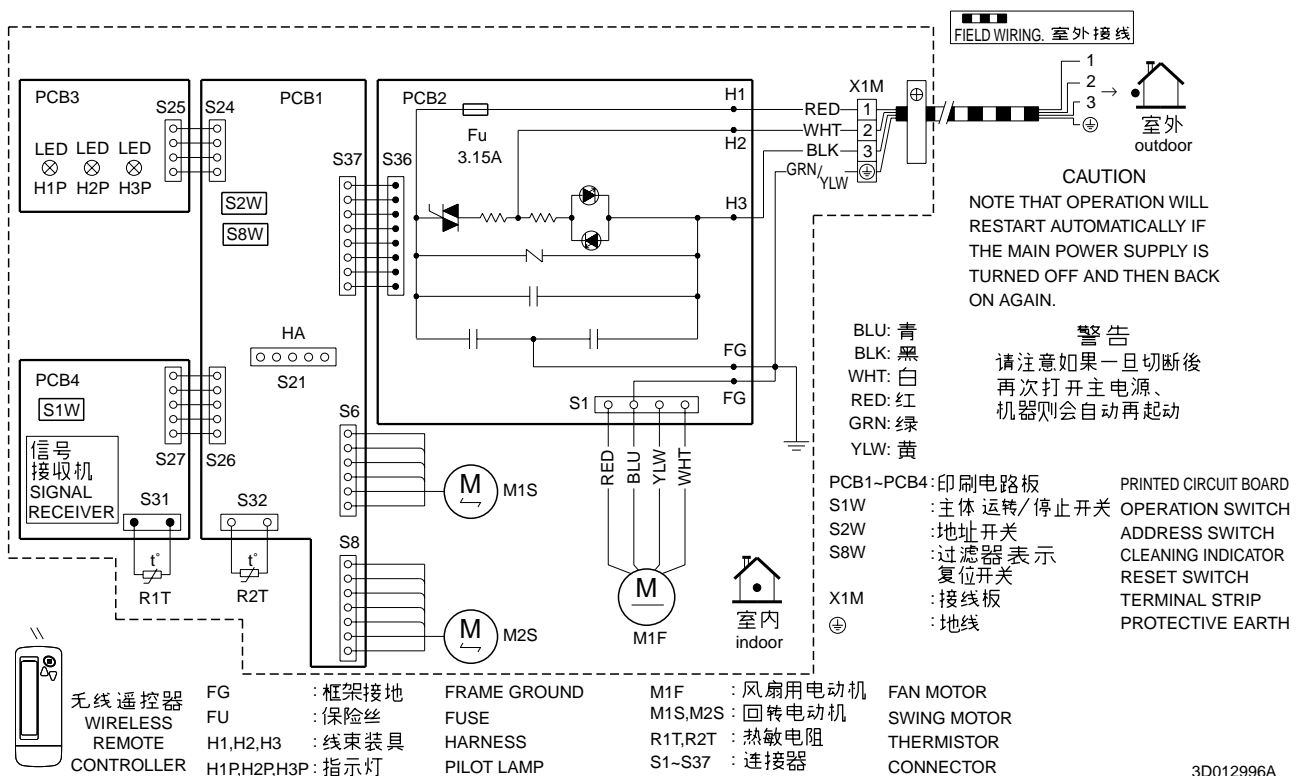 FIELD WIRING. 室外接线
1
2
3
→
室外
outdoor
PCB3
S25
S24
PCB1
PCB2
H1
X1M
RED
1
WHT
2
BLK
3
GRN/YLW
H2
Fu
3.15A
LED LED LED
H1P H2P H3P
S37
S36
S2W
S8W
H3
CAUTION
NOTE THAT OPERATION WILL
RESTART AUTOMATICALLY IF
THE MAIN POWER SUPPLY IS
TURNED OFF AND THEN BACK
ON AGAIN.
HA
S21
FG
FG
BLU: 青
BLK: 黑
WHT: 白
RED: 红
GRN: 绿
YLW: 黄
警告
请注意如果一旦切断後
再次打开主电源、
机器则会自动再起动
PCB4
S1W
信号
接收机
SIGNAL
RECEIVER
S27
S26
S6
S1
RED
BLU
YLW
WHT
M
M1S
S31
S32
t°
t°
R1T
R2T
S8
M
M2S
M
M1F
室内
indoor
PCB1~PCB4 :印刷电路板 PRINTED CIRCUIT BOARD
S1W :主体运转/停止开关 OPERATION SWITCH
S2W :地址开关 ADDRESS SWITCH
S8W :过滤器表示 CLEANING INDICATOR
复位开关 RESET SWITCH
X1M :接线板 TERMINAL STRIP
:地线 PROTECTIVE EARTH
无线遥控器
WIRELESS
REMOTE
CONTROLLER
FG :框架接地 FRAME GROUND
FU :保险丝 FUSE
H1,H2,H3 :线束装具 HARNESS
H1P,H2P,H3P :指示灯 PILOT LAMP
M1F :风扇用电动机 FAN MOTOR
M1S,M2S :回转电动机 SWING MOTOR
R1T,R2T :热敏电阻 THERMISTOR
S1~S37 :连接器 CONNECTOR
3D012996A